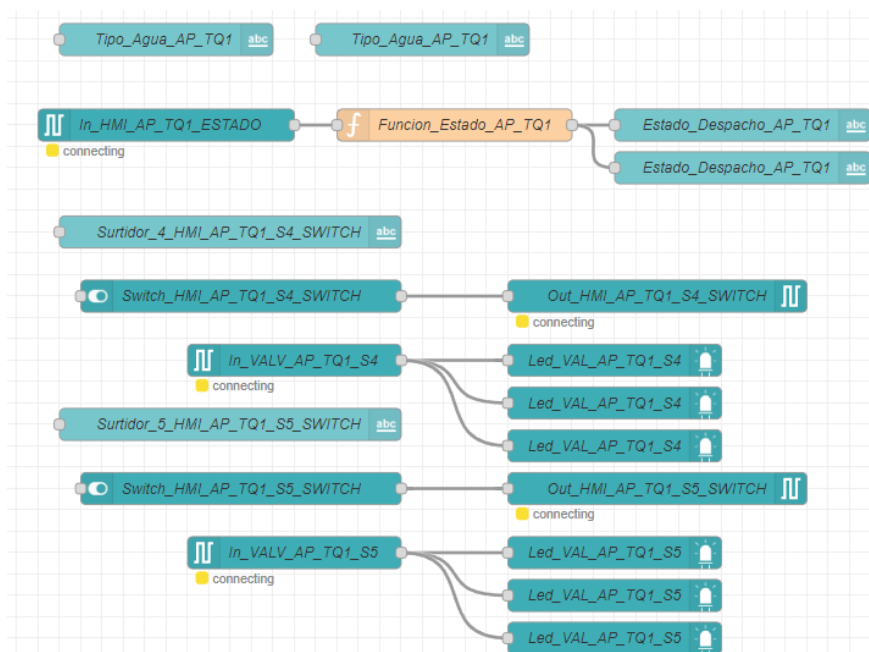 Tipo_Agua_AP_TQ1 abc Tipo_Agua_AP_TQ1 abc
In_HMI_AP_TQ1_ESTADO Funcion_Estado_AP_TQ1 Estado_Despacho_AP_TQ1 abc
connecting
Estado_Despacho_AP_TQ1 abc
Surtidor_4_HMI_AP_TQ1_S4_SWITCH abc
Switch_HMI_AP_TQ1_S4_SWITCH Out_HMI_AP_TQ1_S4_SWITCH
connecting
In_VALV_AP_TQ1_S4 Led_VAL_AP_TQ1_S4
connecting
Led_VAL_AP_TQ1_S4
Surtidor_5_HMI_AP_TQ1_S5_SWITCH abc
Led_VAL_AP_TQ1_S4
Switch_HMI_AP_TQ1_S5_SWITCH Out_HMI_AP_TQ1_S5_SWITCH
connecting
In_VALV_AP_TQ1_S5 Led_VAL_AP_TQ1_S5
connecting
Led_VAL_AP_TQ1_S5
Led_VAL_AP_TQ1_S5